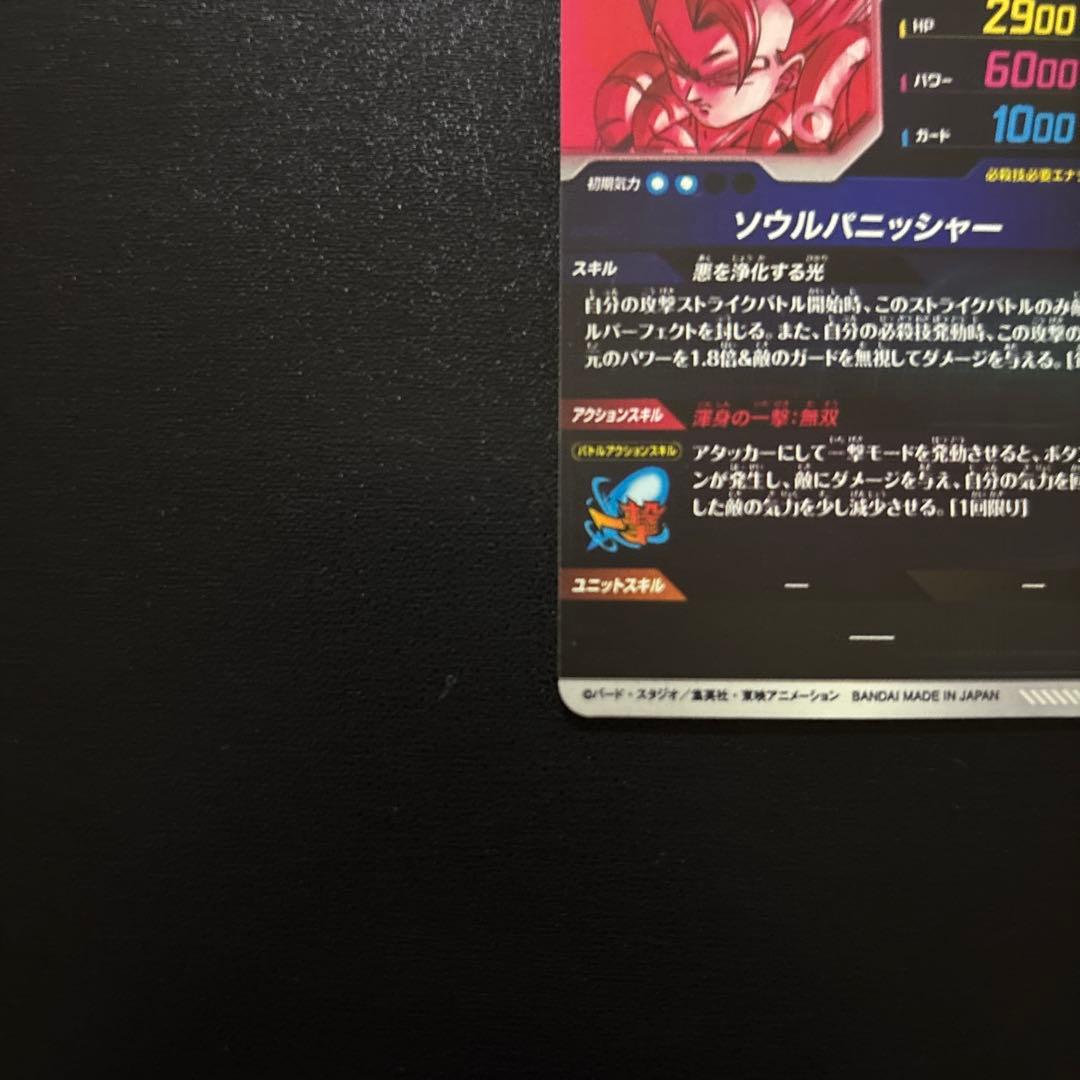 HP 2900
パワー 6000
ガード 1000
初期気力
必殺技必要エナ
ソウルパニッシャー
スキル 悪を浄化する光
自分の攻撃ストライクバトル開始時、このストライクバトルのみ
ルパーフェクトを封じる。また、自分の必殺技発動時、この攻撃の
元のパワーを1.8倍&敵のガードを無視してダメージを与える。[
アクションスキル 渾身の一撃:無双
バトルアクションスキル
アタッカーにして一撃モードを発動させると、ボタ
ンが発生し、敵にダメージを与え、自分の気力を回
した敵の気力を少し減少させる。[1回限り]
一撃
ユニットスキル — —
—
©バード・スタジオ/集英社・東映アニメーション BANDAI MADE IN JAPAN